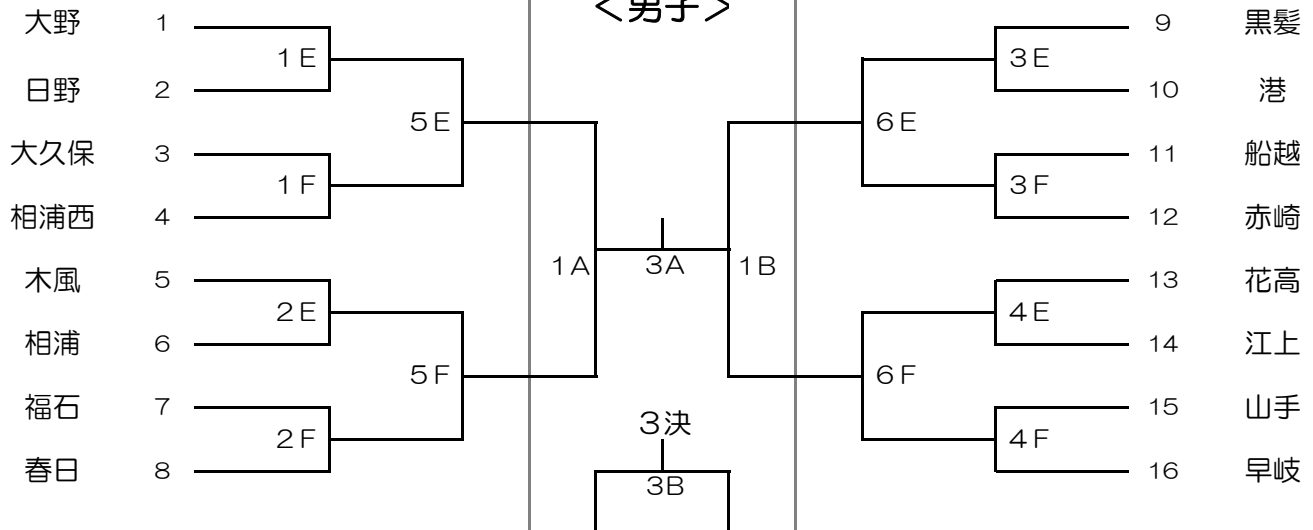 ＜男子＞
大野 1
1E
日野 2
5E
大久保 3
1F
相浦西 4
木風 5
2E
相浦 6
5F
福石 7
2F
春日 8
1A
3A
1B
3決
3B
9 黒髪
3E
10 港
6E
11 船越
3F
12 赤崎
13 花高
4E
14 江上
6F
15 山手
4F
16 早岐